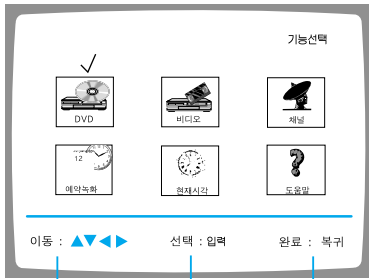 기능선택
DVD
비디오
채널
12
예약녹화
현재시각
도움말
이동 : ▲▼◀▶
선택 : 입력
완료 : 복귀